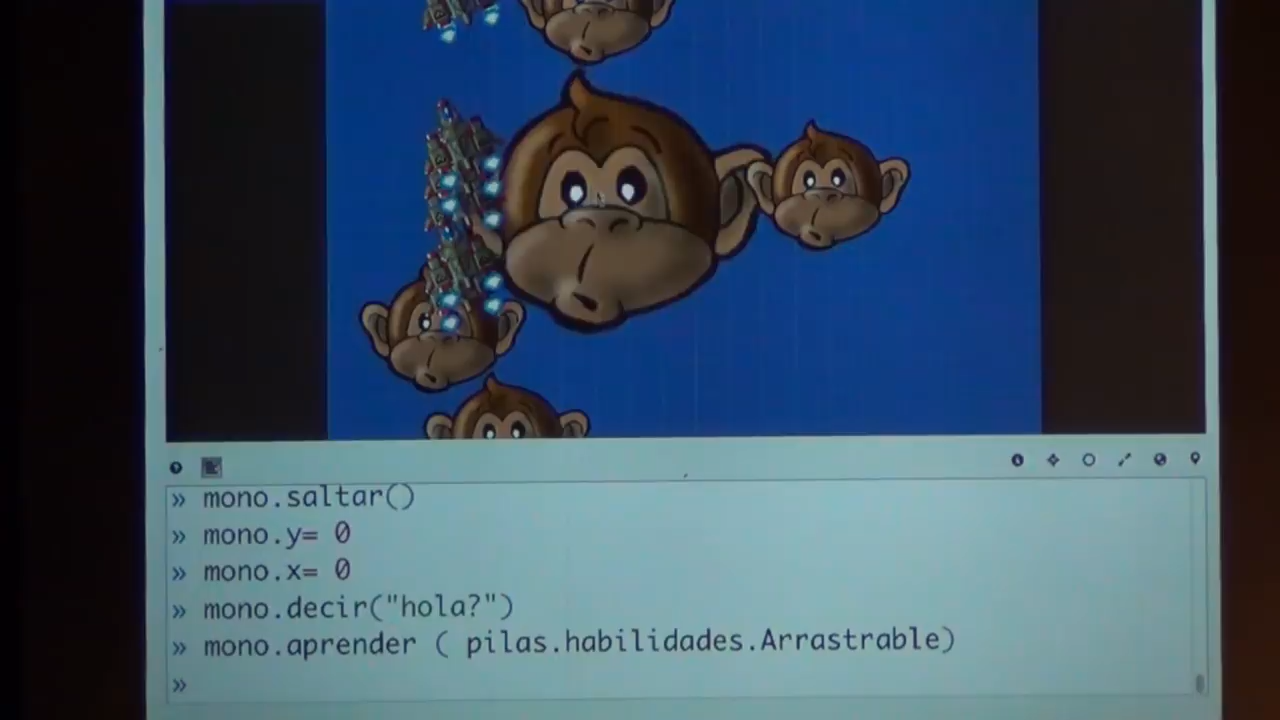 » mono.saltar()
» mono.y= 0
» mono.x= 0
» mono.decir("hola?")
» mono.aprender ( pilas.habilidades.Arrastrable)
»